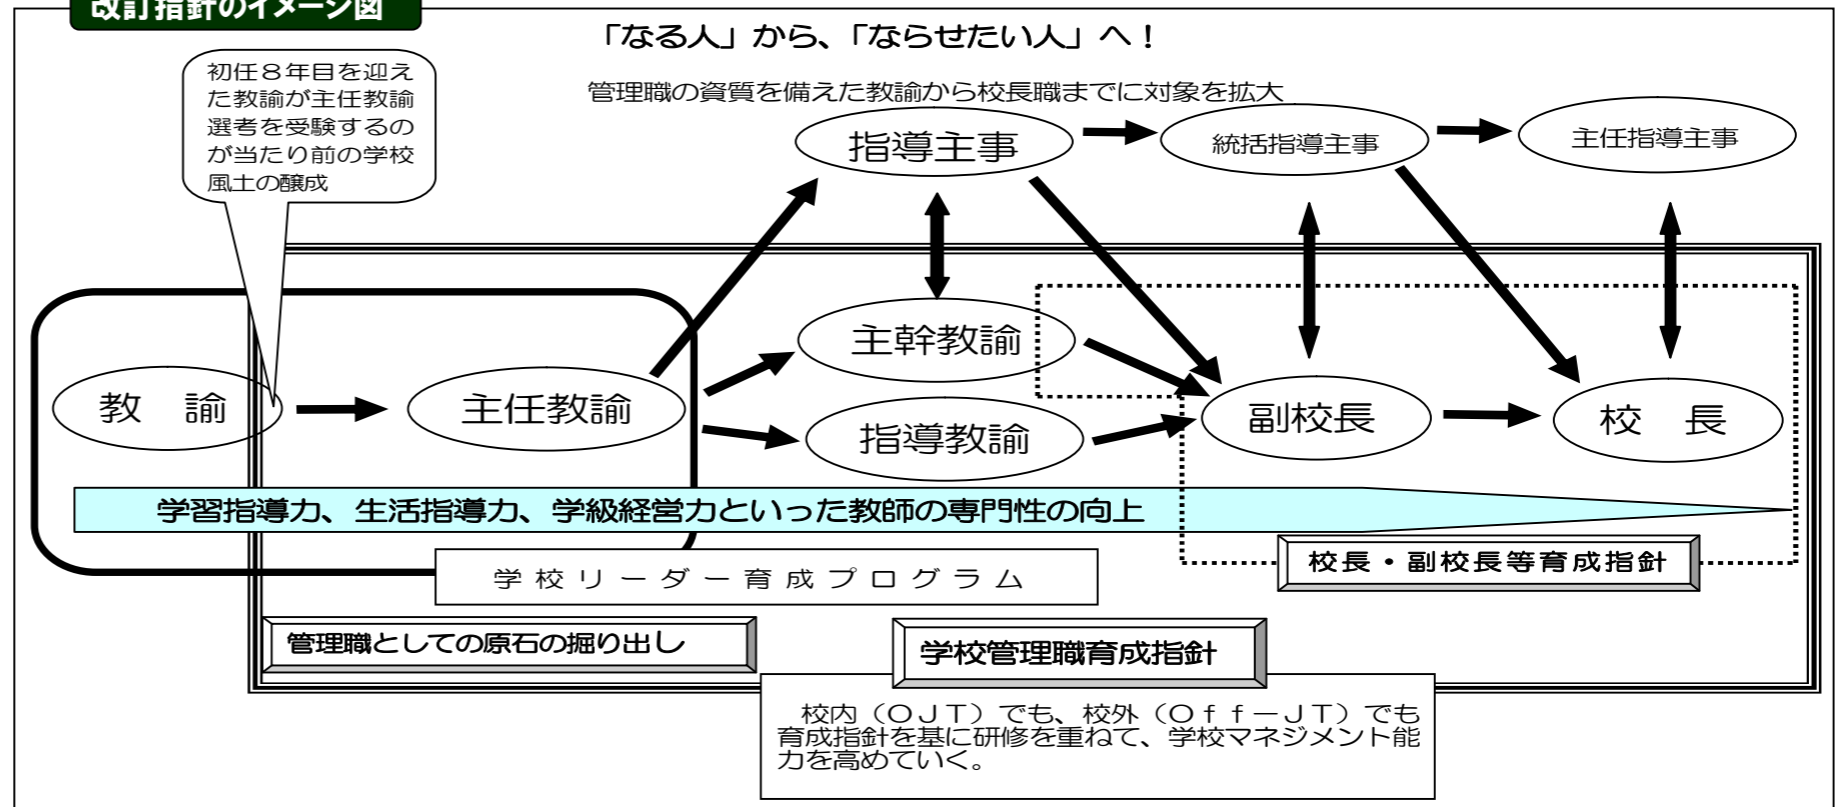 改訂指針のイメージ図
「なる人」から、「ならせたい人」へ！
管理職の資質を備えた教諭から校長職までに対象を拡大
初任８年目を迎え
た教諭が主任教諭
選考を受験するの
が当たり前の学校
風土の醸成
指導主事
統括指導主事
主任指導主事
主幹教諭
教　諭
主任教諭
指導教諭
副校長
校　長
学習指導力、生活指導力、学級経営力といった教師の専門性の向上
学校リーダー育成プログラム
校長・副校長等育成指針
管理職としての原石の掘り出し
学校管理職育成指針
校内（ＯＪＴ）でも、校外（Ｏｆｆ－ＪＴ）でも
育成指針を基に研修を重ねて、学校マネジメント能
力を高めていく。